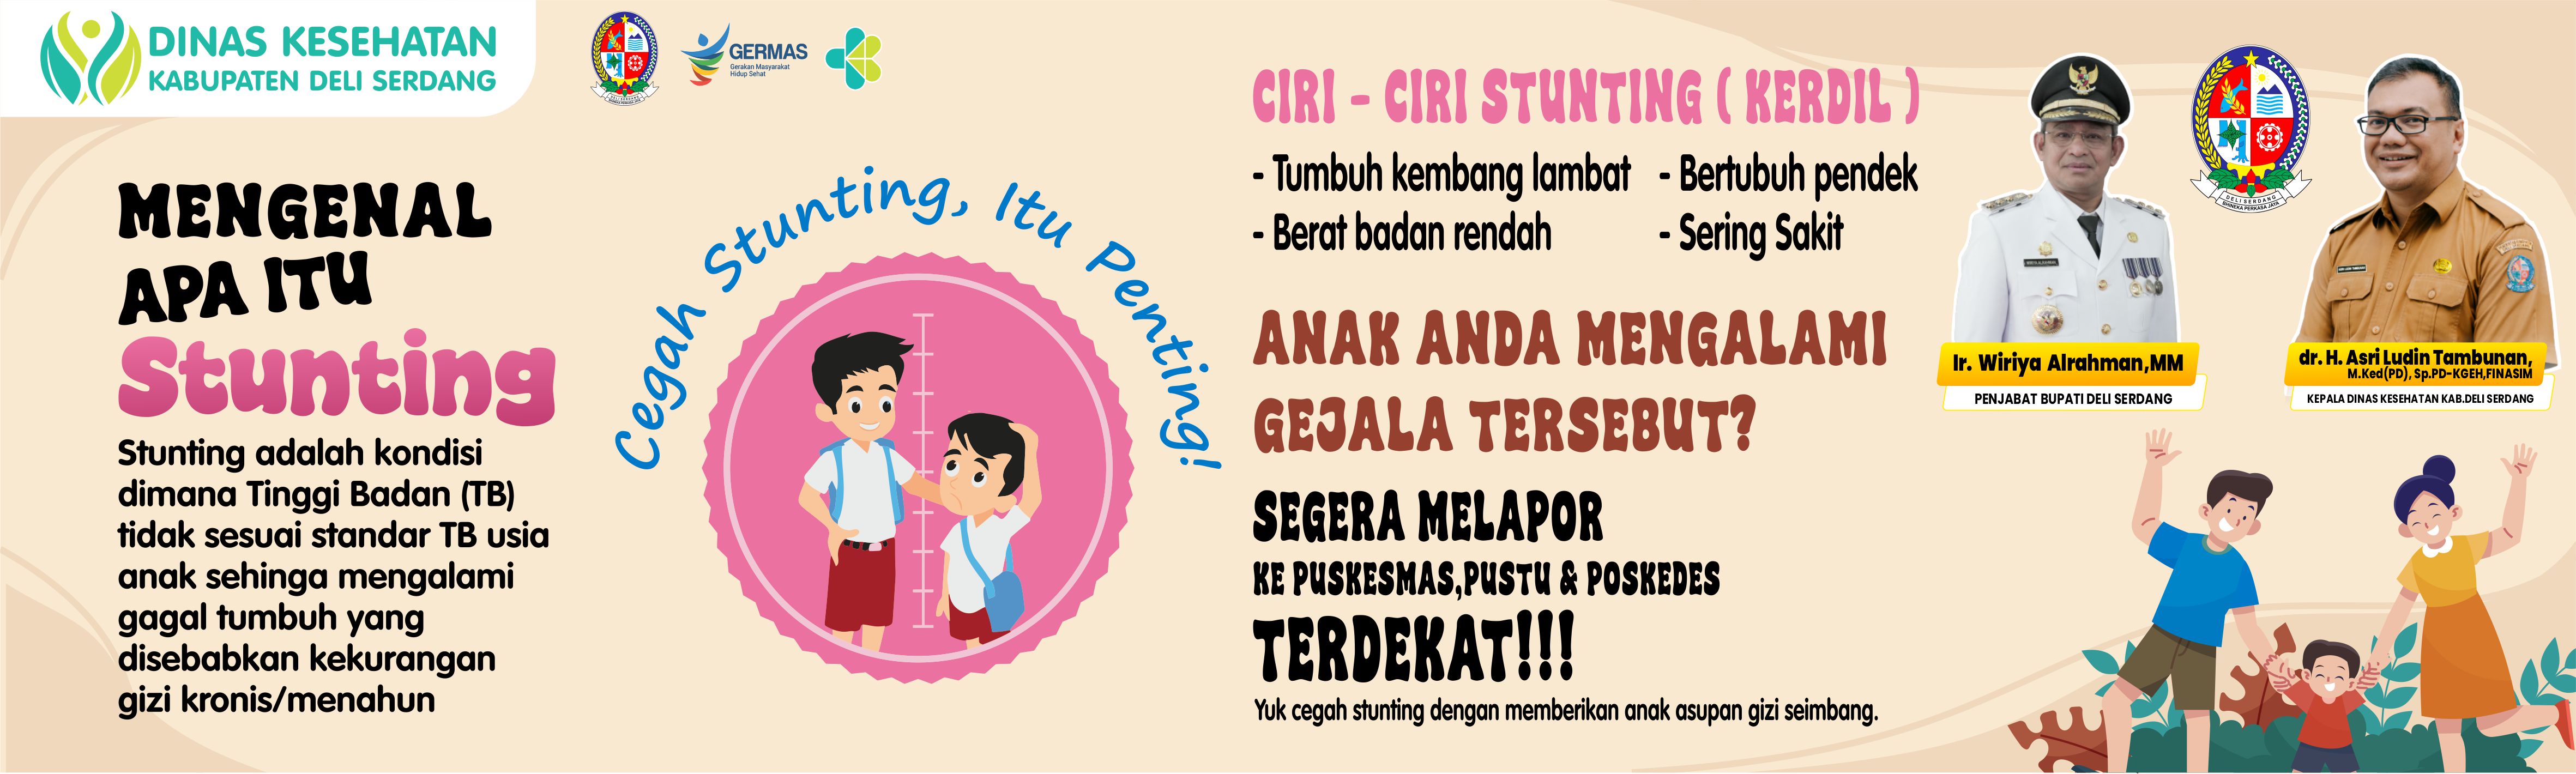 DINAS KESEHATAN
KABUPATEN DELI SERDANG
GERMAS
Gerakan Masyarakat
Hidup Sehat
MENGENAL
APA ITU
Stunting
Stunting adalah kondisi
dimana Tinggi Badan (TB)
tidak sesuai standar TB usia
anak sehinga mengalami
gagal tumbuh yang
disebabkan kekurangan
gizi kronis/menahun
Cegah Stunting, Itu Penting!
CIRI - CIRI STUNTING ( KERDIL )
- Tumbuh kembang lambat
- Berat badan rendah
- Bertubuh pendek
- Sering Sakit
ANAK ANDA MENGALAMI
GEJALA TERSEBUT?
SEGERA MELAPOR
KE PUSKESMAS,PUSTU & POSKEDES
TERDEKAT!!!
Yuk cegah stunting dengan memberikan anak asupan gizi seimbang.
DELI SERDANG
BHINEKA PERKASA JAYA
Ir. Wiriya Alrahman,MM
PENJABAT BUPATI DELI SERDANG
dr. H. Asri Ludin Tambunan,
M.Ked(PD), Sp.PD-KGEH,FINASIM
KEPALA DINAS KESEHATAN KAB.DELI SERDANG